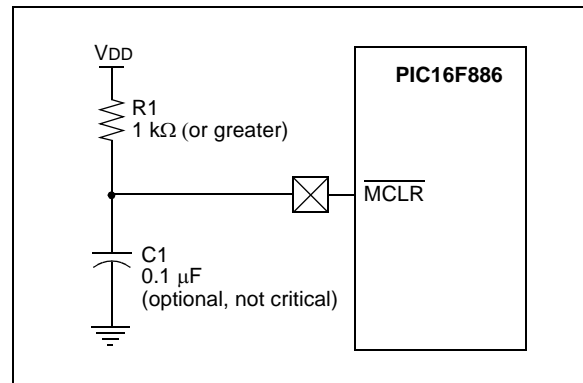 VDD
PIC16F886
R1
1 kΩ (or greater)
MCLR
C1
0.1 μF
(optional, not critical)